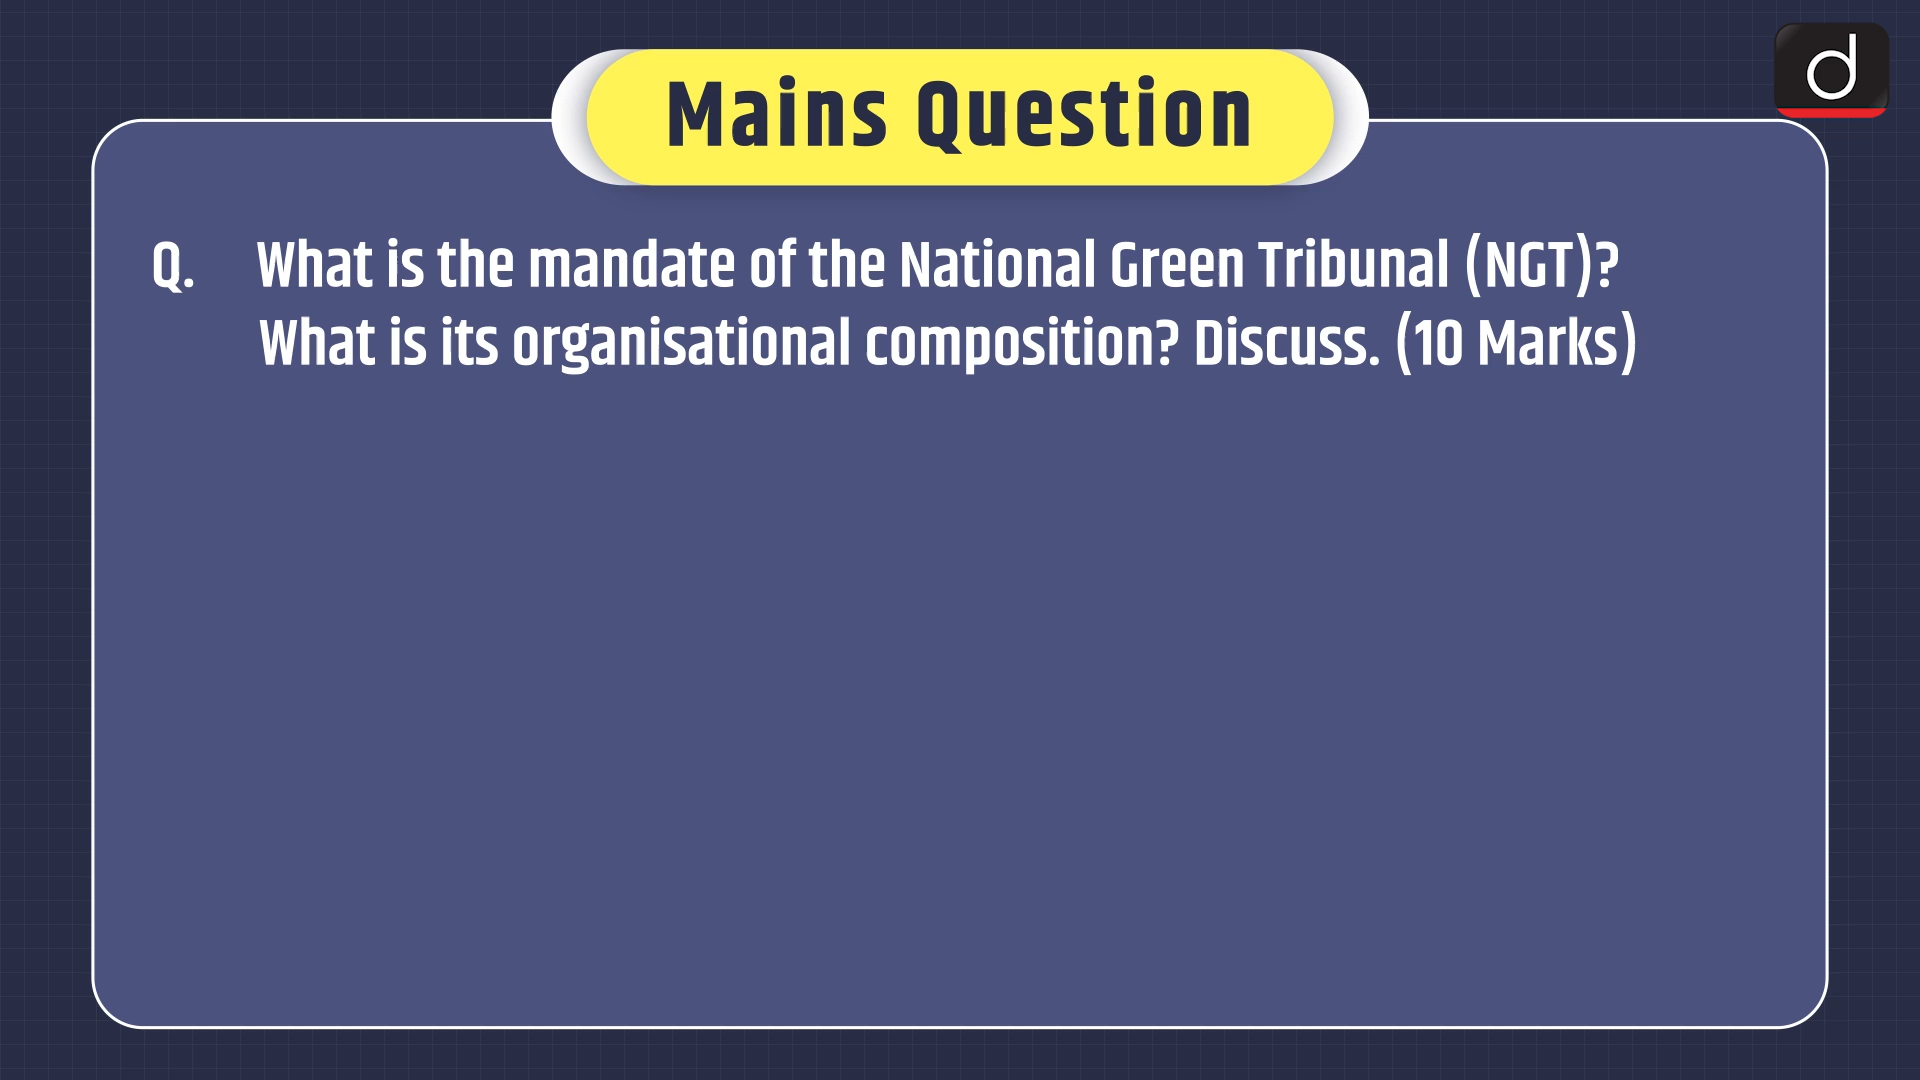 Mains Question
d
Q. What is the mandate of the National Green Tribunal (NGT)?
What is its organisational composition? Discuss. (10 Marks)